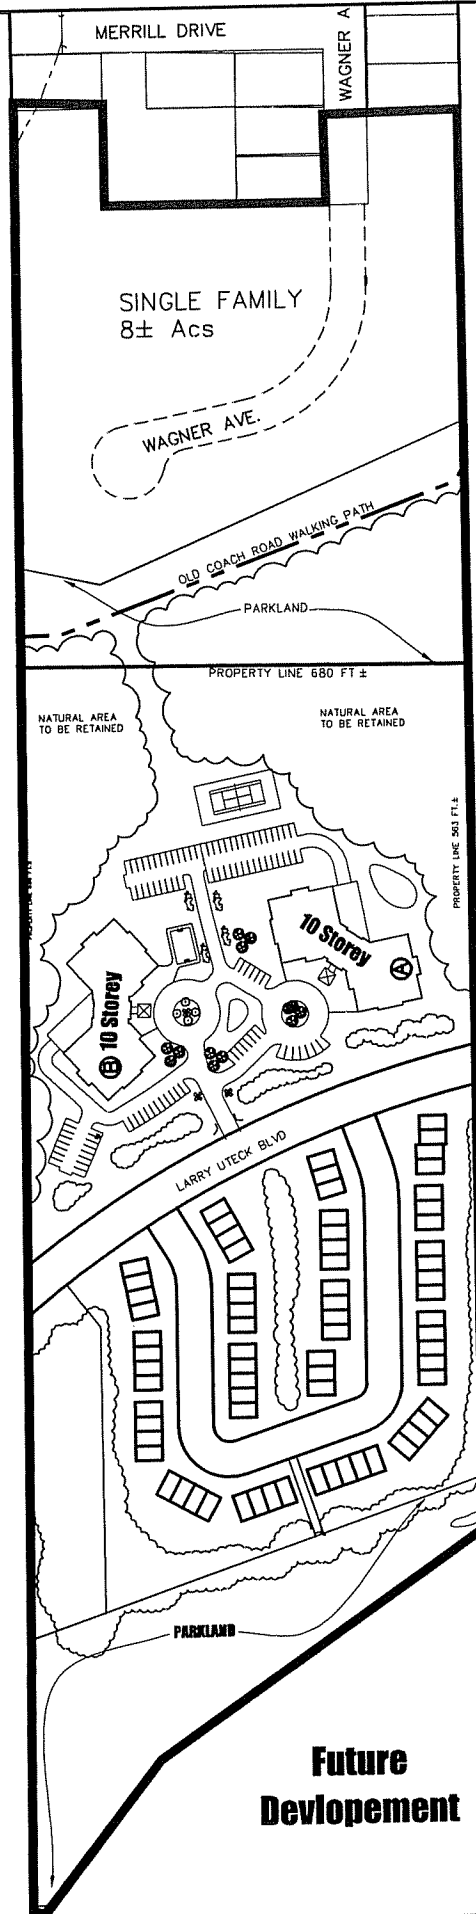 MERRILL DRIVE
WAGNER A
SINGLE FAMILY
8± Acs
WAGNER AVE.
OLD COACH ROAD WALKING PATH
PARKLAND
PROPERTY LINE 680 FT ±
NATURAL AREA
TO BE RETAINED
NATURAL AREA
TO BE RETAINED
PROPERTY LINE 563 FT.±
10 Storey
A
B 10 Storey
LARRY UTECK BLVD
PARKLAND
Future
Devlopement